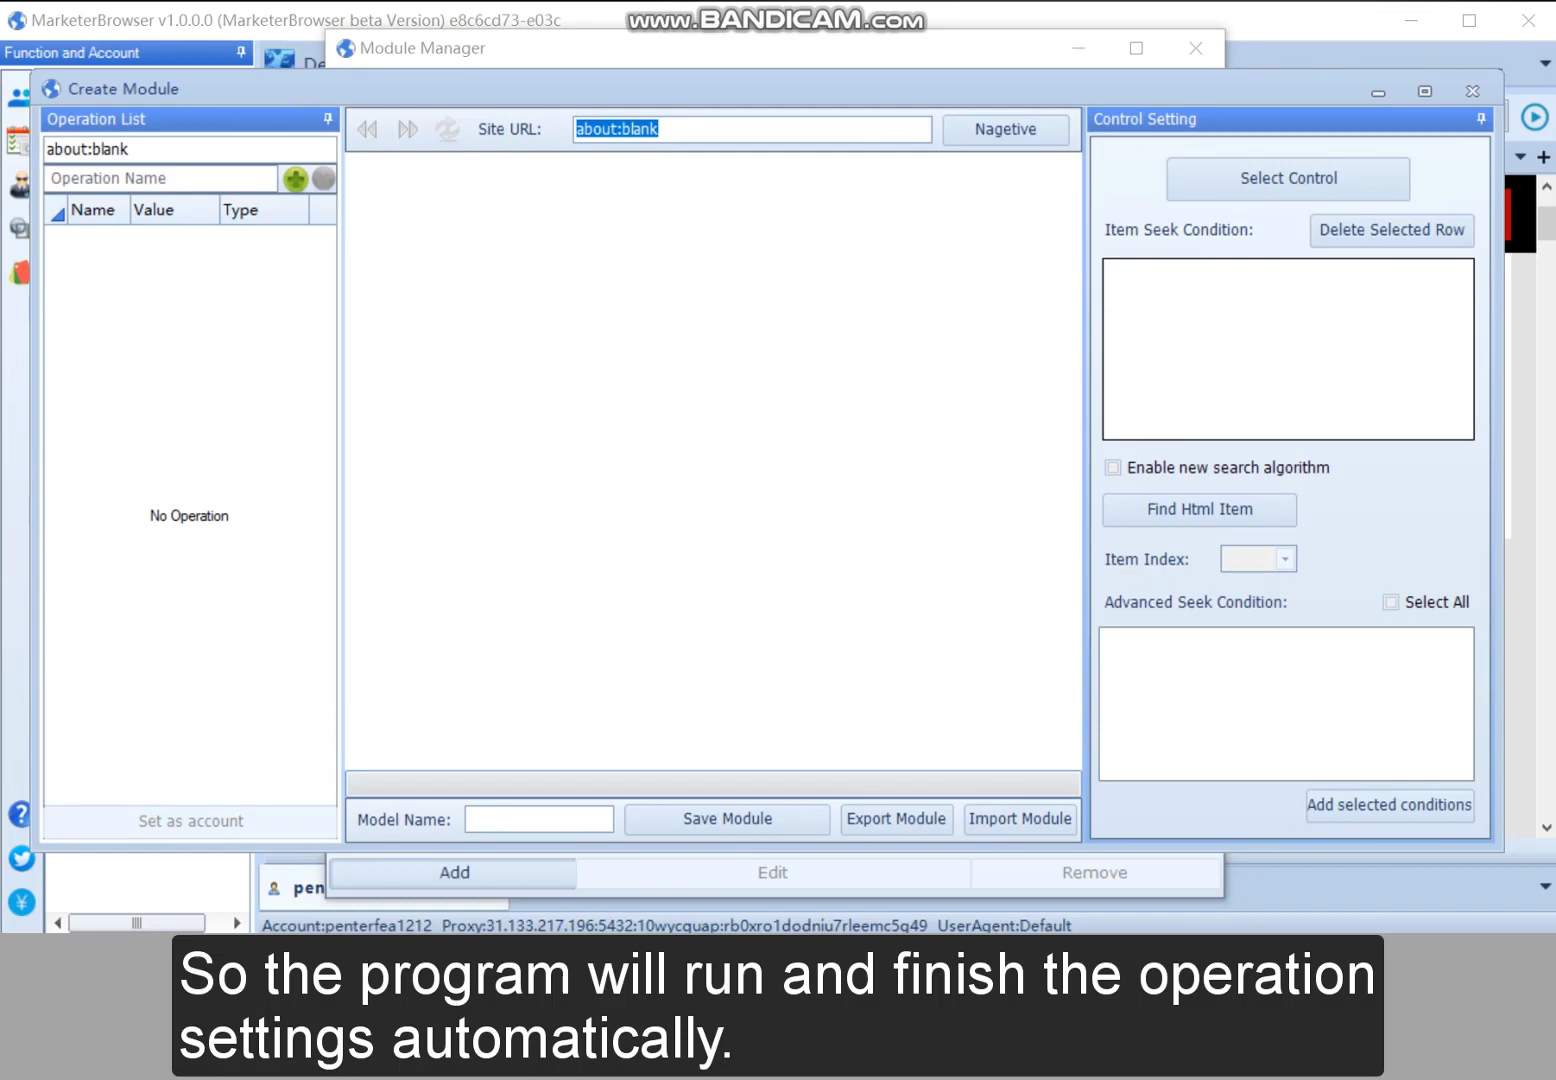 MarketerBrowser v1.0.0.0 (MarketerBrowser beta Version) e8c6cd73-e03c
www.BANDICAM.com
Function and Account
De
Module Manager
Create Module
Operation List
about:blank
Operation Name
Name Value Type
No Operation
Set as account
Site URL: about:blank Nagetive
Model Name: Save Module Export Module Import Module
Control Setting
Select Control
Item Seek Condition: Delete Selected Row
Enable new search algorithm
Find Html Item
Item Index:
Advanced Seek Condition: Select All
Add selected conditions
Add Edit Remove
pen
Account:penterfea1212 Proxy:31.133.217.196:5432:10wycquap:rb0xro1dodniu7rleemc5g49 UserAgent:Default
So the program will run and finish the operation
settings automatically.